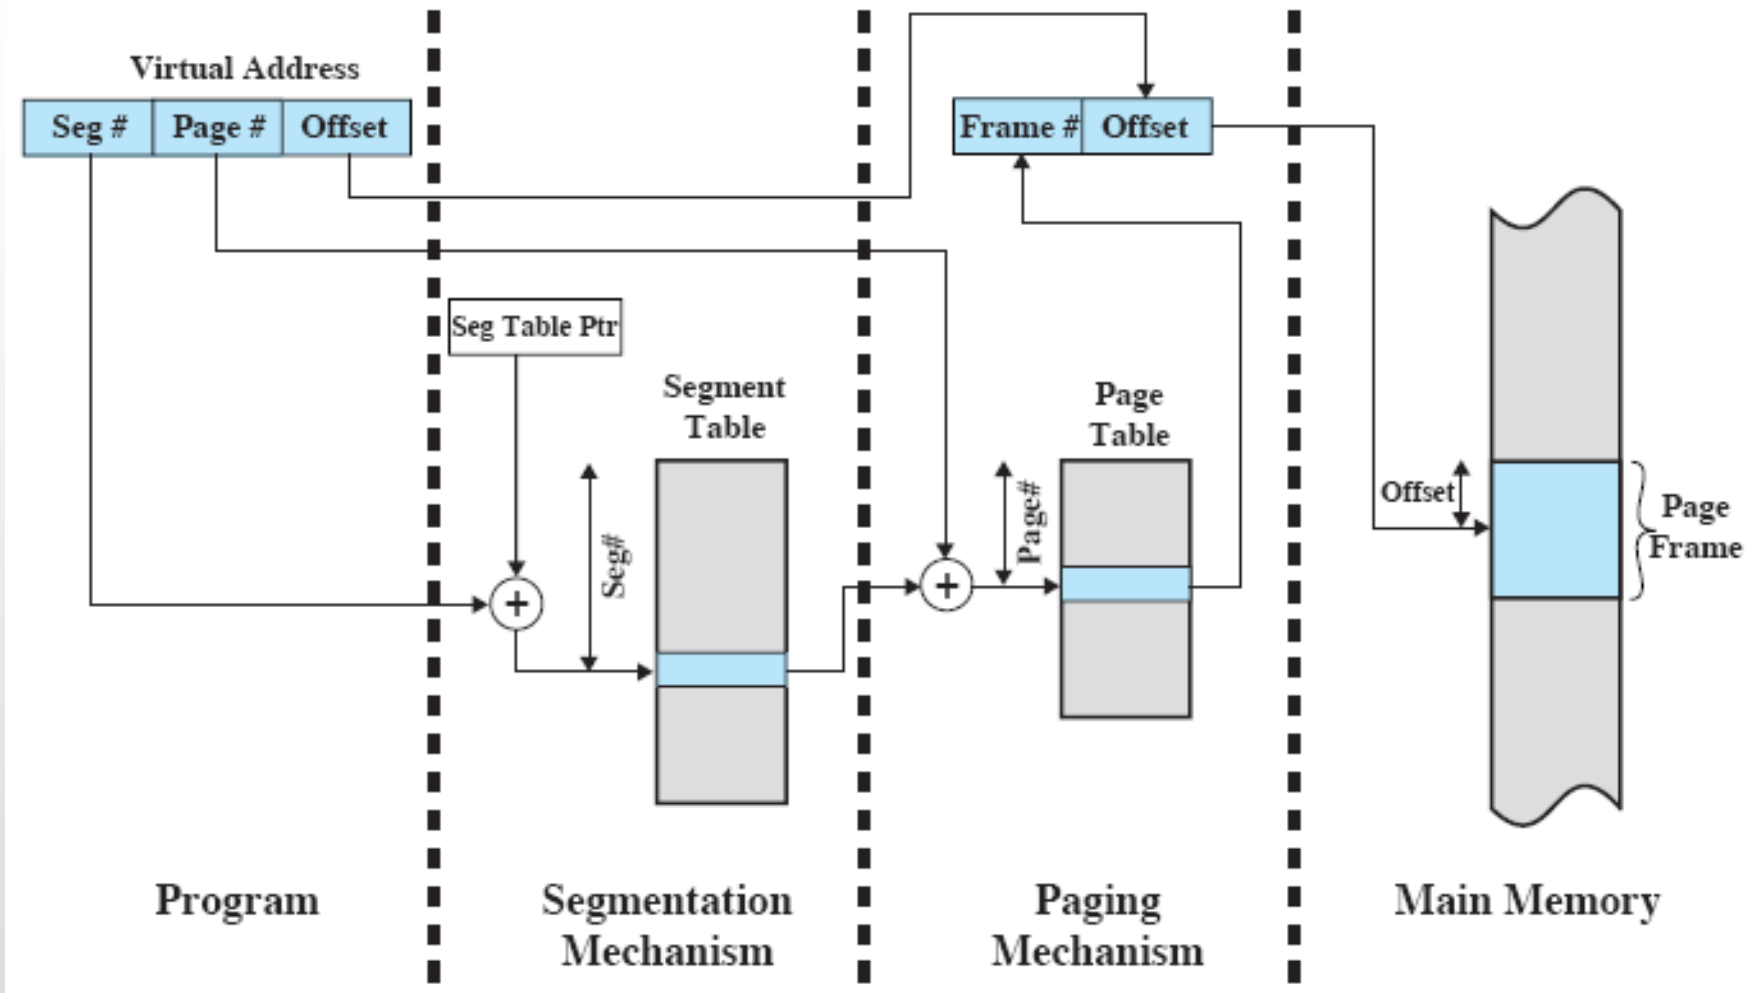 Virtual Address
Seg # Page # Offset
Frame # Offset
Seg Table Ptr
Segment
Table
Seg#
Page
Table
Page#
Offset
Page
Frame
Program
Segmentation
Mechanism
Paging
Mechanism
Main Memory